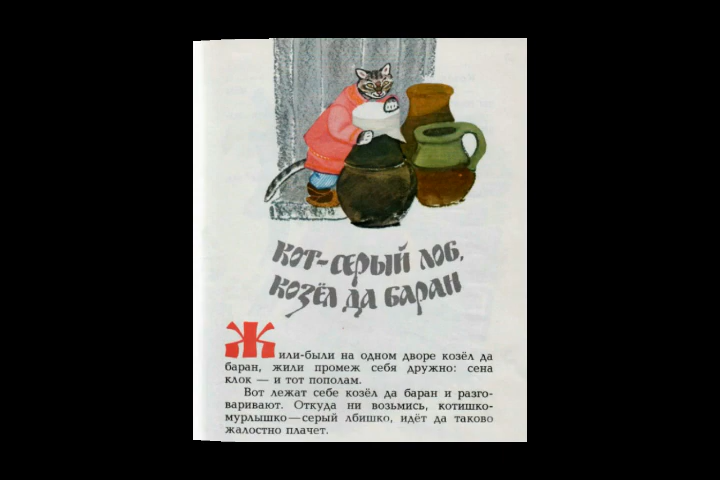 Кот-серый лоб,
козёл да баран
Жили-были на одном дворе козёл да
баран, жили промеж себя дружно: сена
клок — и тот пополам.
Вот лежат себе козёл да баран и разго-
варивают. Откуда ни возьмись, котишко-
мурлышко—серый лбишко, идёт да таково
жалостно плачет.